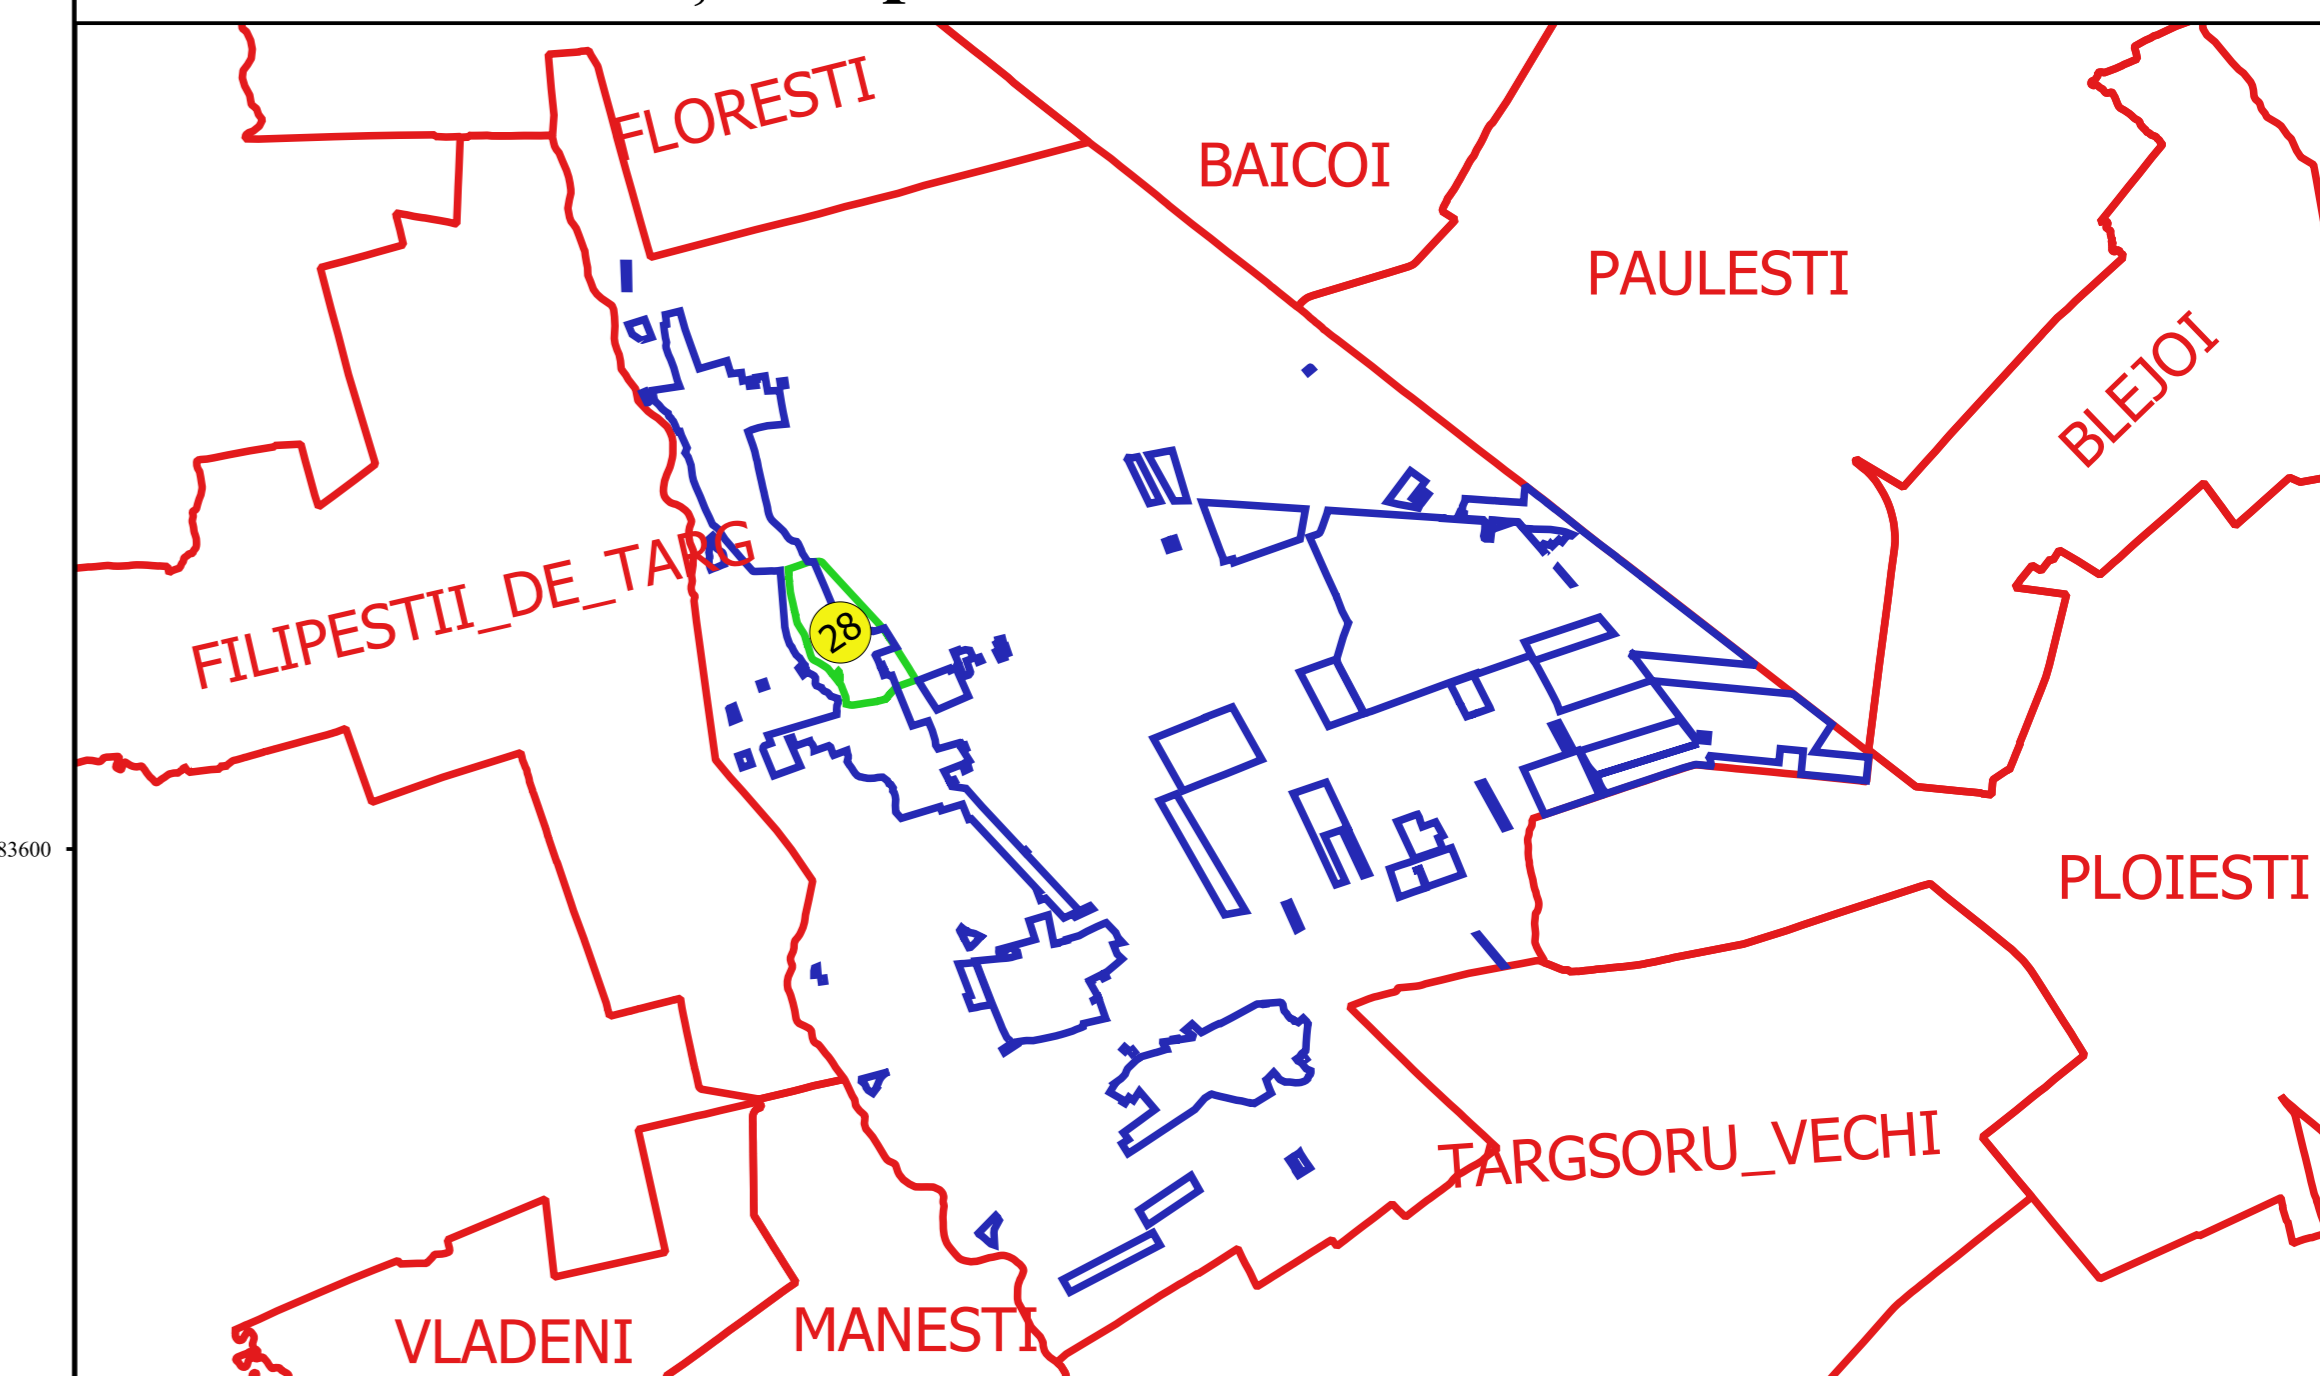 FLORESTI
BAICOI
PAULESTI
BLEJOI
FILIPESTII_DE_TARG
28
83600
PLOIESTI
TARGSORU_VECHI
MANESTI
VLADENI